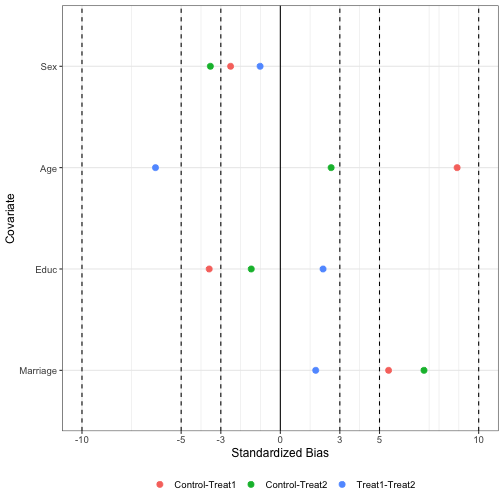 Covariate
Sex
Age
Educ
Marriage
-10 -5 -3 0 3 5 10
Standardized Bias
Control-Treat1 Control-Treat2 Treat1-Treat2